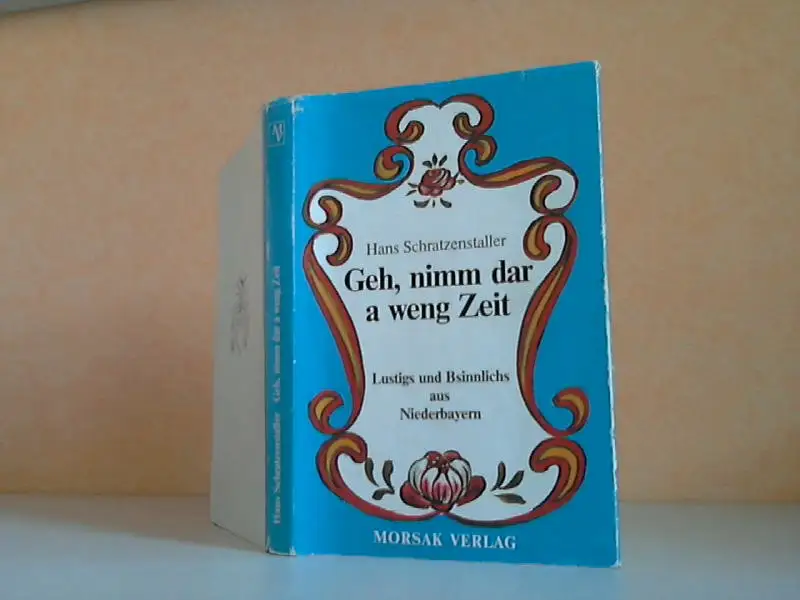 Hans Schratzenstaller
Geh, nimm dar
a weng Zeit
Lustigs und Bsinnlichs
aus
Niederbayern
MORSAK VERLAG
Hans Schratzenstaller Geh, nimm dar a weng Zeit